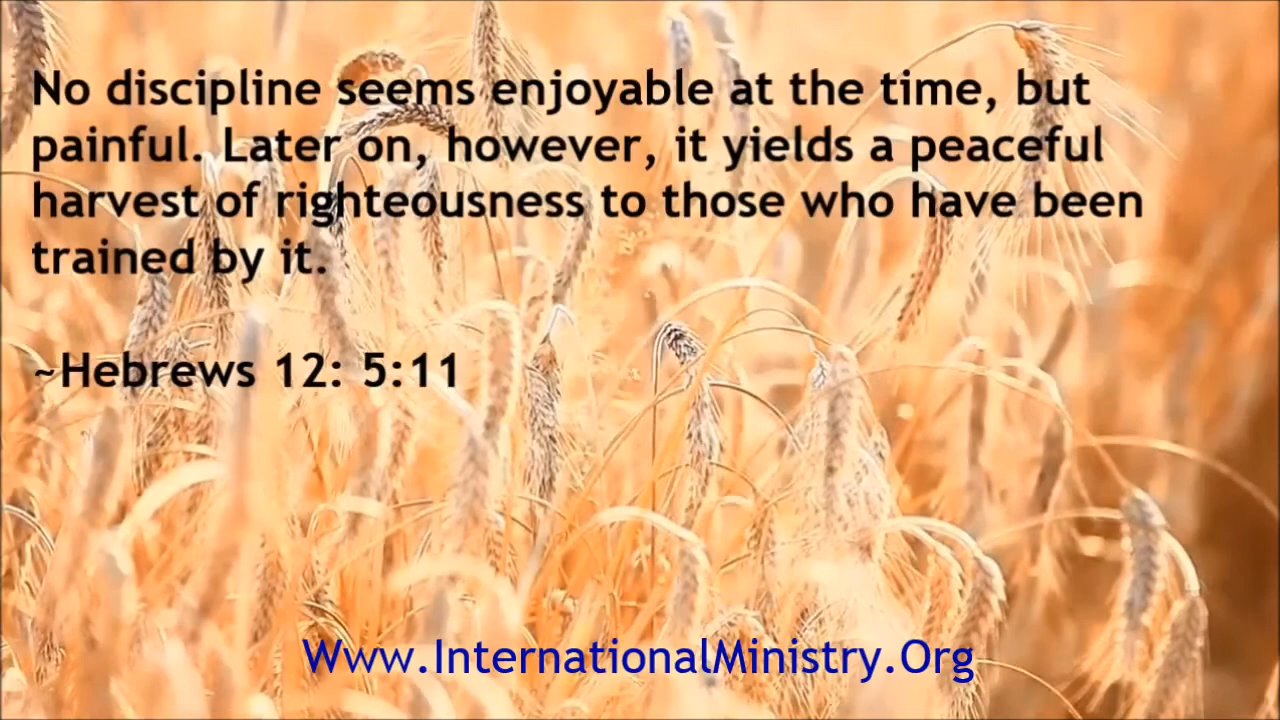 No discipline seems enjoyable at the time, but
painful. Later on, however, it yields a peaceful
harvest of righteousness to those who have been
trained by it.
~Hebrews 12: 5:11
Www.InternationalMinistry.Org